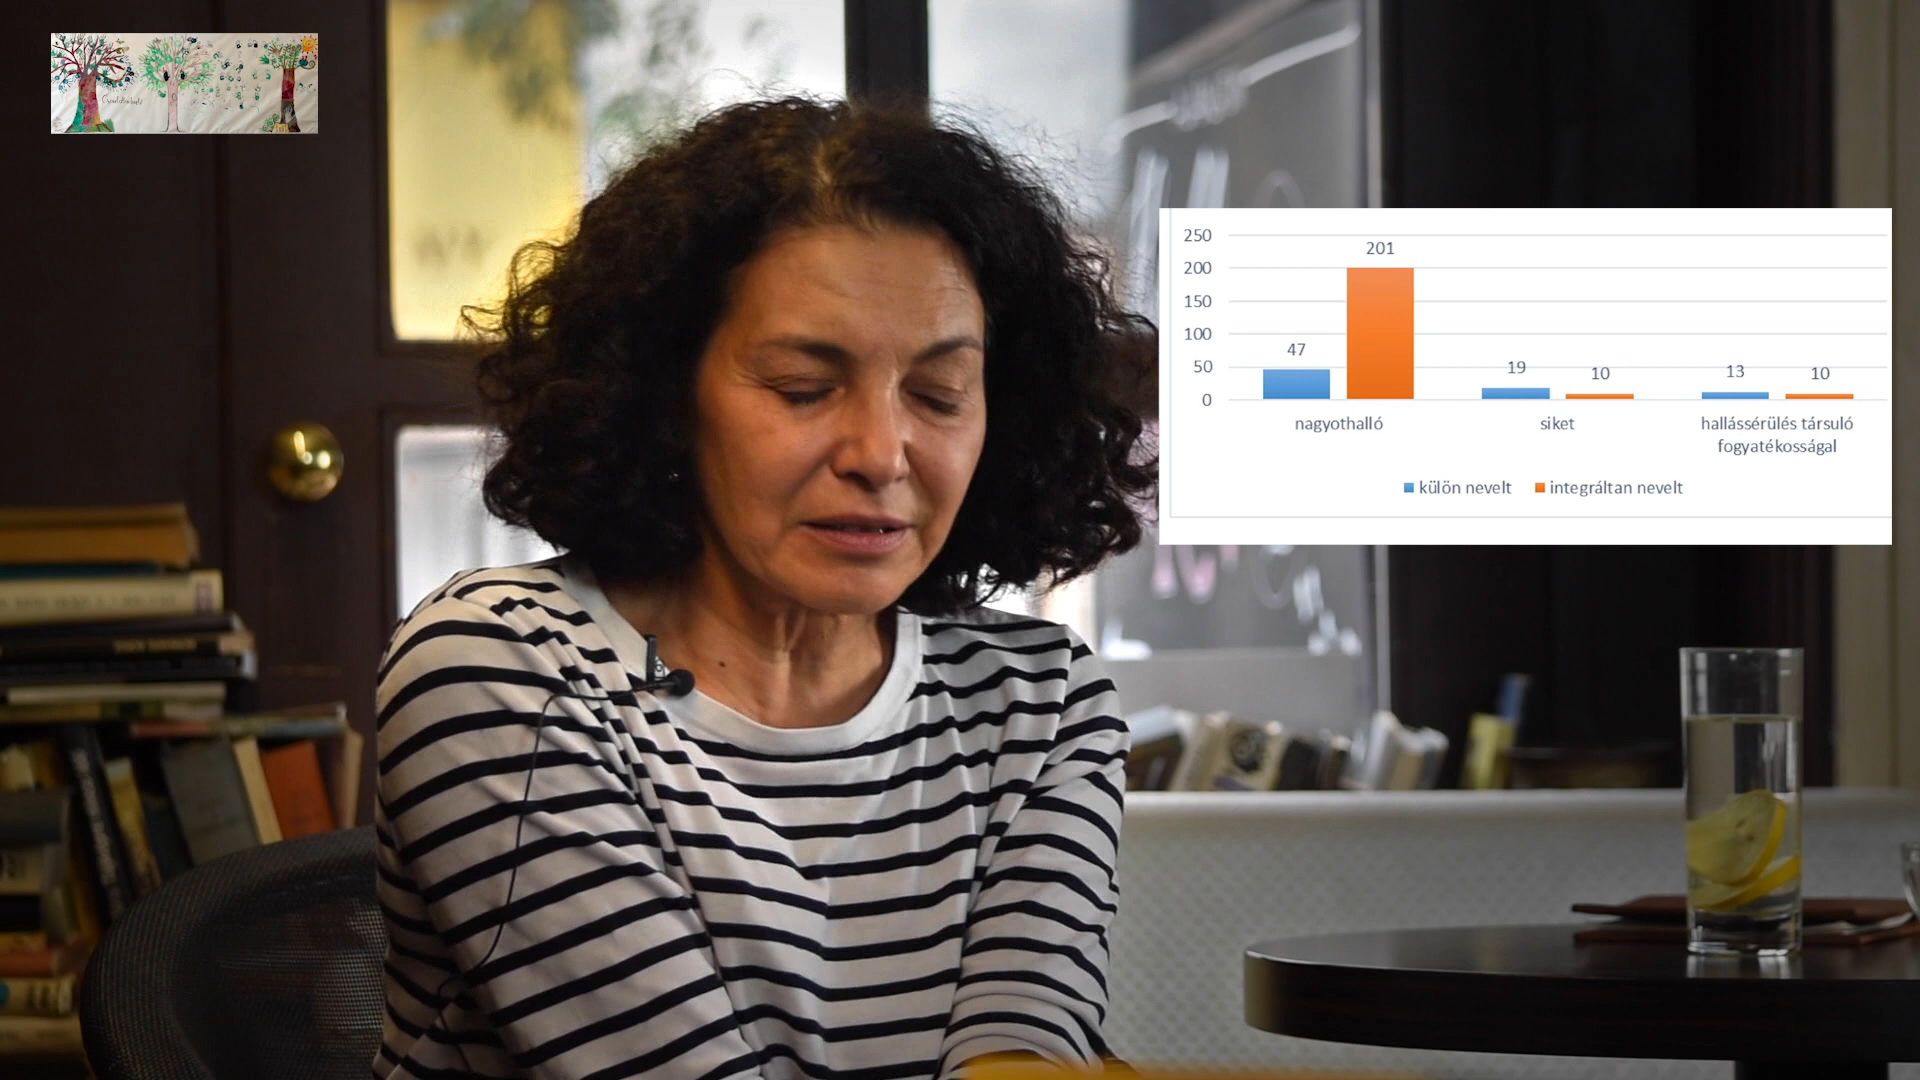 250
200
150
100
50
0
47
201
19
10
13
10
nagyothalló
siket
hallássérülés társuló
fogyatékosságal
külön nevelt
integráltan nevelt